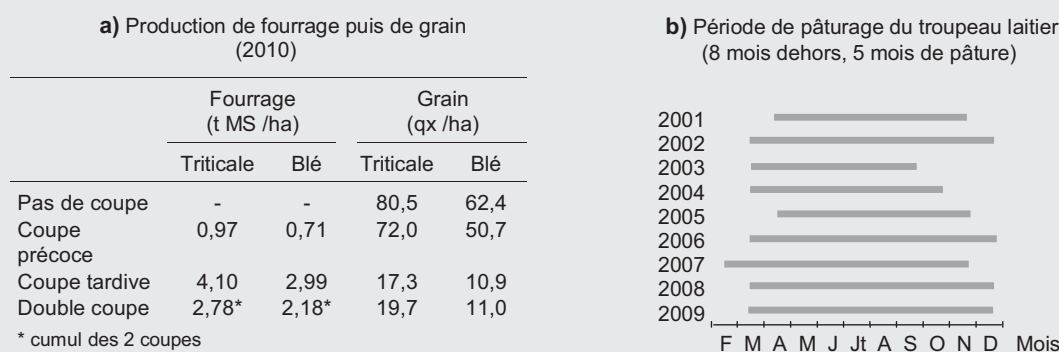 a) Production de fourrage puis de grain
(2010)
Fourrage Grain
(t MS /ha) (qx /ha)
Triticale Blé Triticale Blé
Pas de coupe - - 80,5 62,4
Coupe 0,97 0,71 72,0 50,7
précoce
Coupe tardive 4,10 2,99 17,3 10,9
Double coupe 2,78* 2,18* 19,7 11,0
* cumul des 2 coupes
b) Période de pâturage du troupeau laitier
(8 mois dehors, 5 mois de pâture)
2001
2002
2003
2004
2005
2006
2007
2008
2009
F M A M J Jt A S O N D Mois